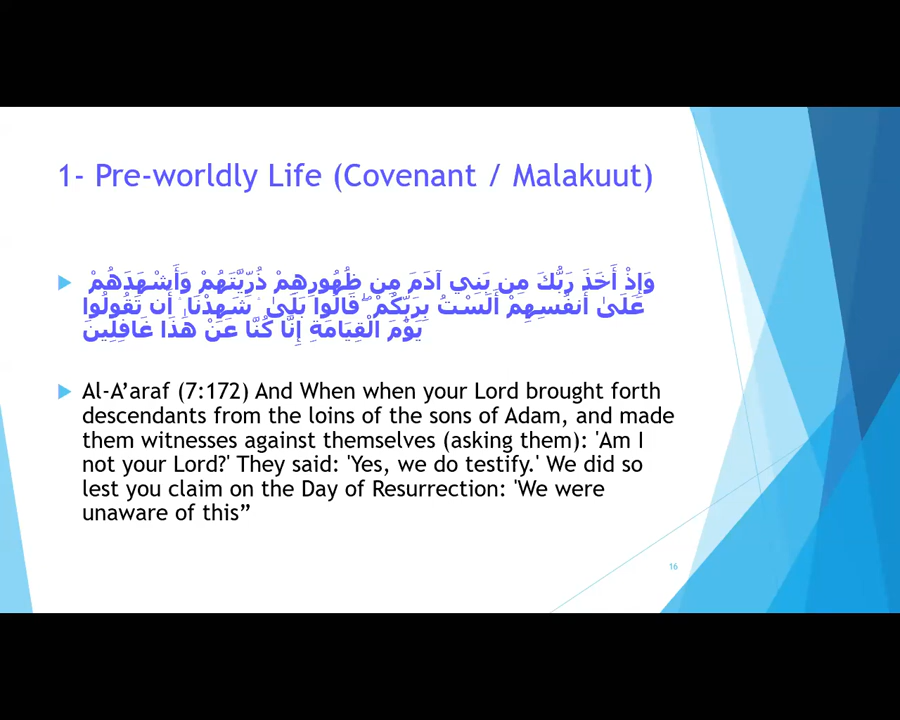 1- Pre-worldly Life (Covenant / Malakuut)
وَإِذْ أَخَذَ رَبُّكَ مِن بَنِي آدَمَ مِن ظُهُورِهِمْ ذُرِّيَّتَهُمْ وَأَشْهَدَهُمْ
عَلَىٰ أَنفُسِهِمْ أَلَسْتُ بِرَبِّكُمْ ۖ قَالُوا بَلَىٰ ۛ شَهِدْنَا ۛ أَن تَقُولُوا
يَوْمَ الْقِيَامَةِ إِنَّا كُنَّا عَنْ هَٰذَا غَافِلِينَ
Al-A’araf (7:172) And When when your Lord brought forth
descendants from the loins of the sons of Adam, and made
them witnesses against themselves (asking them): 'Am I
not your Lord?' They said: 'Yes, we do testify.' We did so
lest you claim on the Day of Resurrection: 'We were
unaware of this”
16